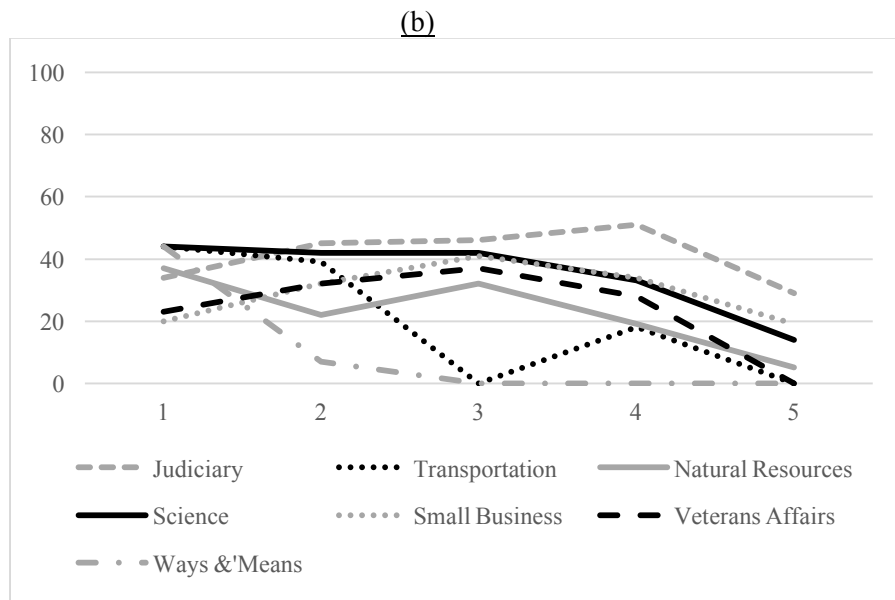 (b)
100
80
60
40
20
0
1 2 3 4 5
Judiciary Transportation Natural Resources
Science Small Business Veterans Affairs
Ways &'Means